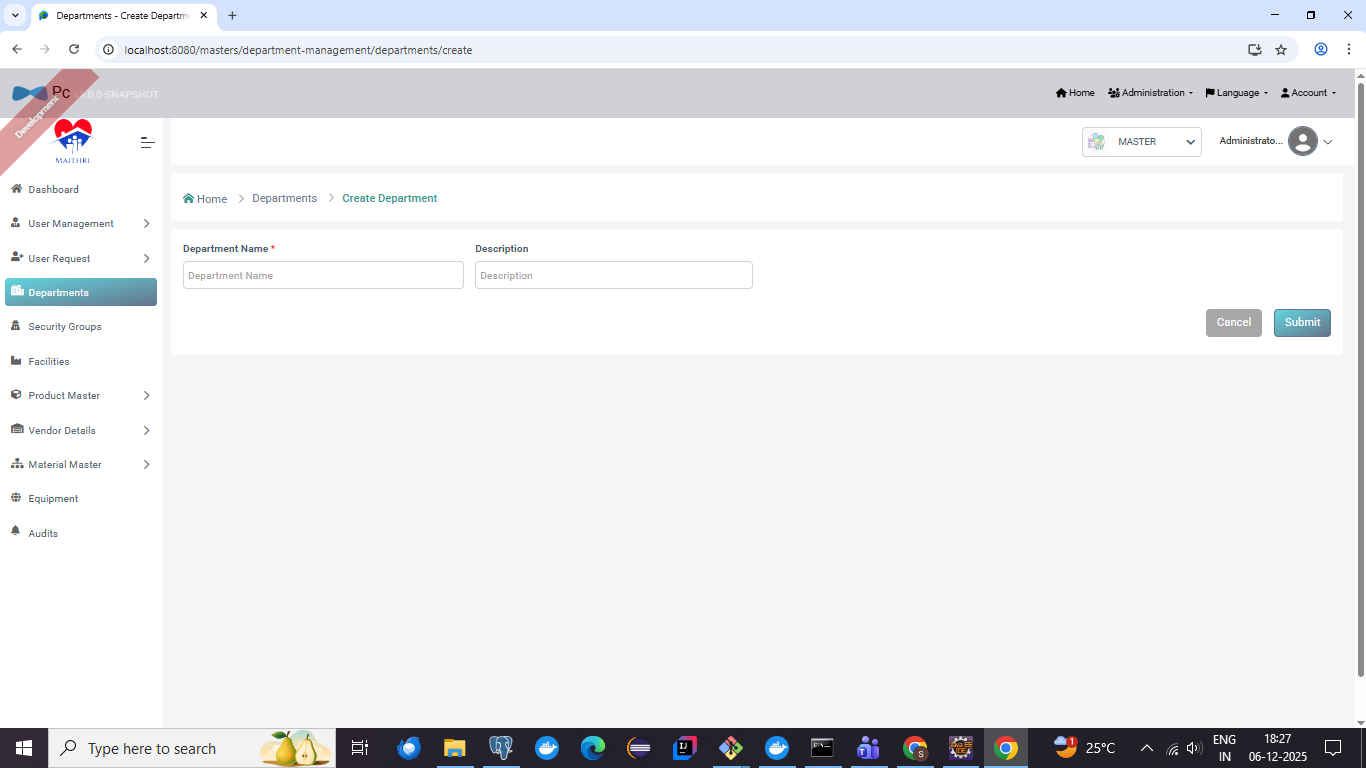 Departments - Create Departm
localhost:8080/masters/department-management/departments/create
Pc v1.0.0-SNAPSHOT
Development
Home
Administration
Language
Account
MAITHRI
MASTER
Administrato...
Dashboard
User Management
User Request
Departments
Security Groups
Facilities
Product Master
Vendor Details
Material Master
Equipment
Audits
Home
Departments
Create Department
Department Name *
Description
Department Name
Description
Cancel
Submit
Type here to search
1
25°C
ENG
IN
18:27
06-12-2025